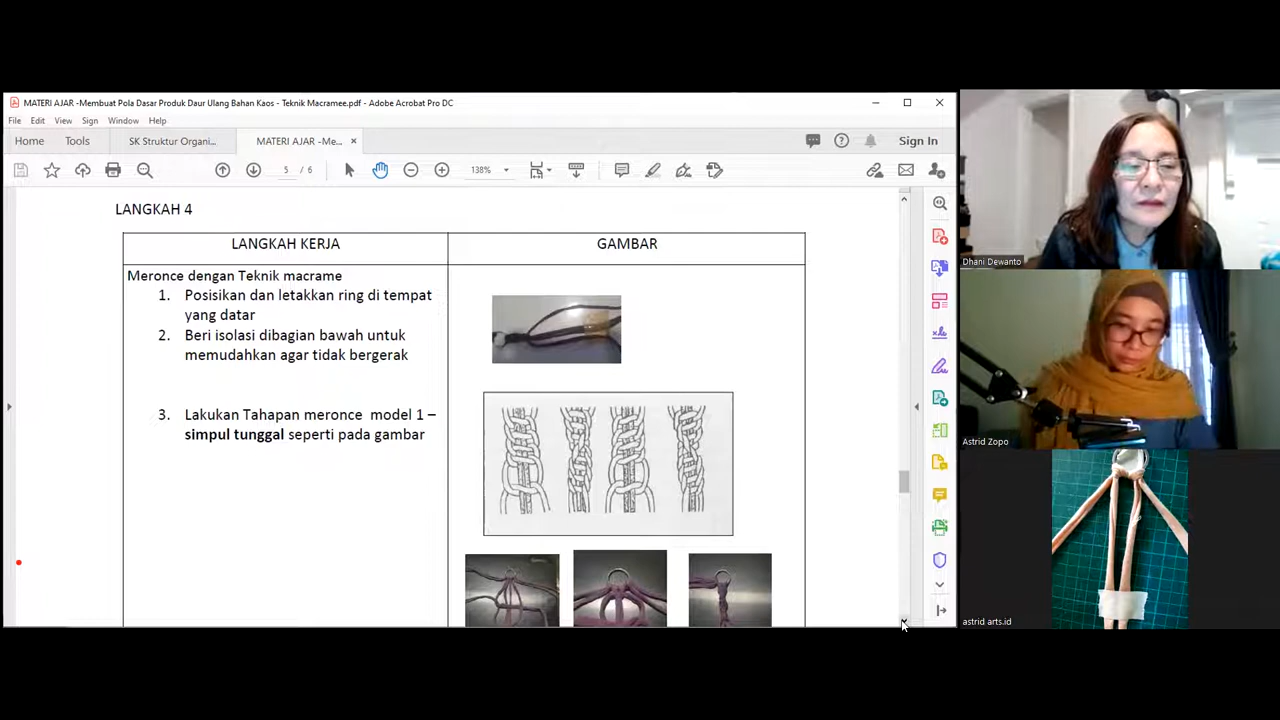 MATERI AJAR -Membuat Pola Dasar Produk Daur Ulang Bahan Kaos - Teknik Macramee.pdf - Adobe Acrobat Pro DC
File Edit View Sign Window Help
Home Tools SK Struktur Organi... MATERI AJAR -Me... Sign In
5 / 6 138%
LANGKAH 4
LANGKAH KERJA GAMBAR
Meronce dengan Teknik macrame
1. Posisikan dan letakkan ring di tempat
yang datar
2. Beri isolasi dibagian bawah untuk
memudahkan agar tidak bergerak
3. Lakukan Tahapan meronce model 1 –
simpul tunggal seperti pada gambar
Dhani Dewanto
Astrid Zopo
astrid arts.id